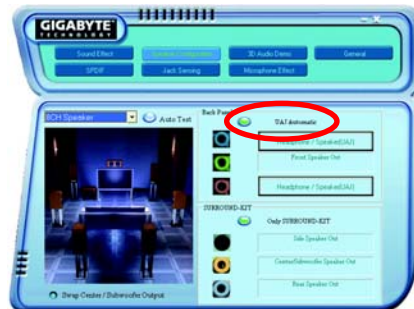 GIGABYTE
TECHNOLOGY
Sound Effect
Speaker Configuration
3D Audio Demo
General
S/PDIF
Jack Sensing
Microphone Effect
8CH Speaker
Auto Test
Back Panel
UAJ Automatic
Headphone / Speaker(UAJ)
Front Speaker Out
Headphone / Speaker(UAJ)
SURROUND-KIT
Only SURROUND-KIT
Side Speaker Out
Center/Subwoofer Speaker Out
Rear Speaker Out
Swap Center / Subwoofer Output